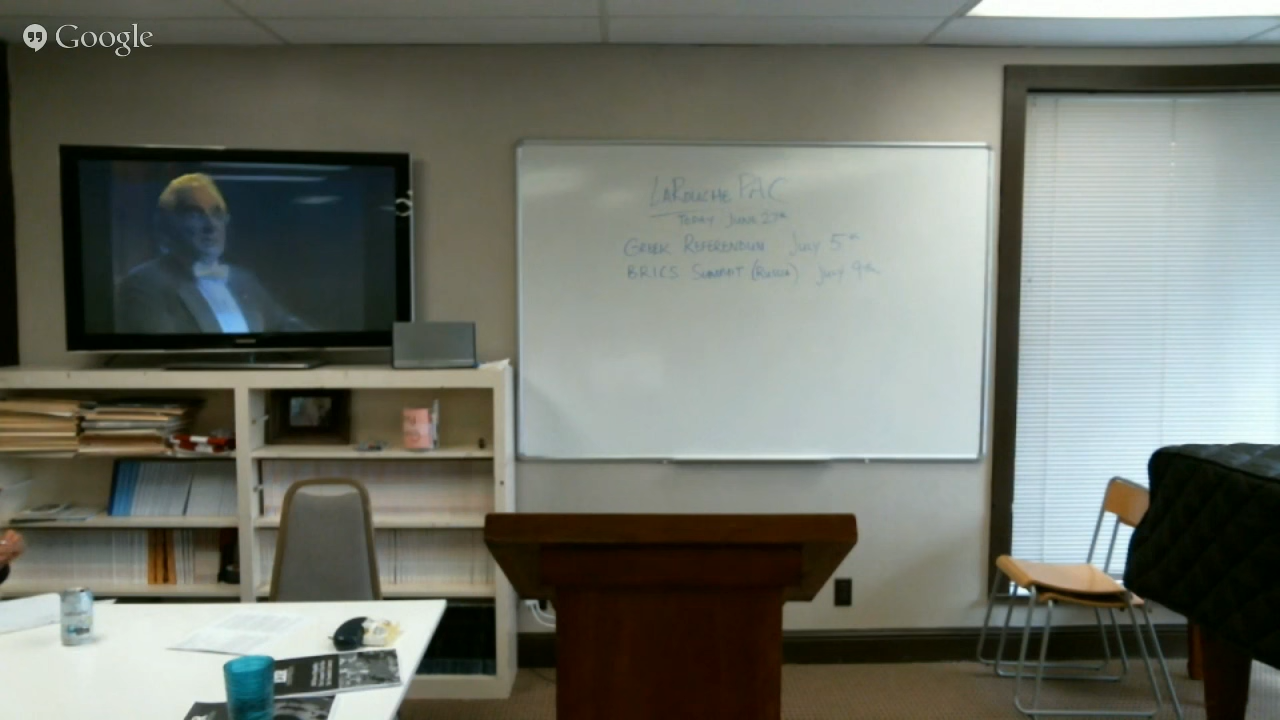 Google
LAROUCHE PAC
TODAY JUNE 27th
GREEK REFERENDUM July 5th
BRICS SUMMIT (RUSSIA) July 9th